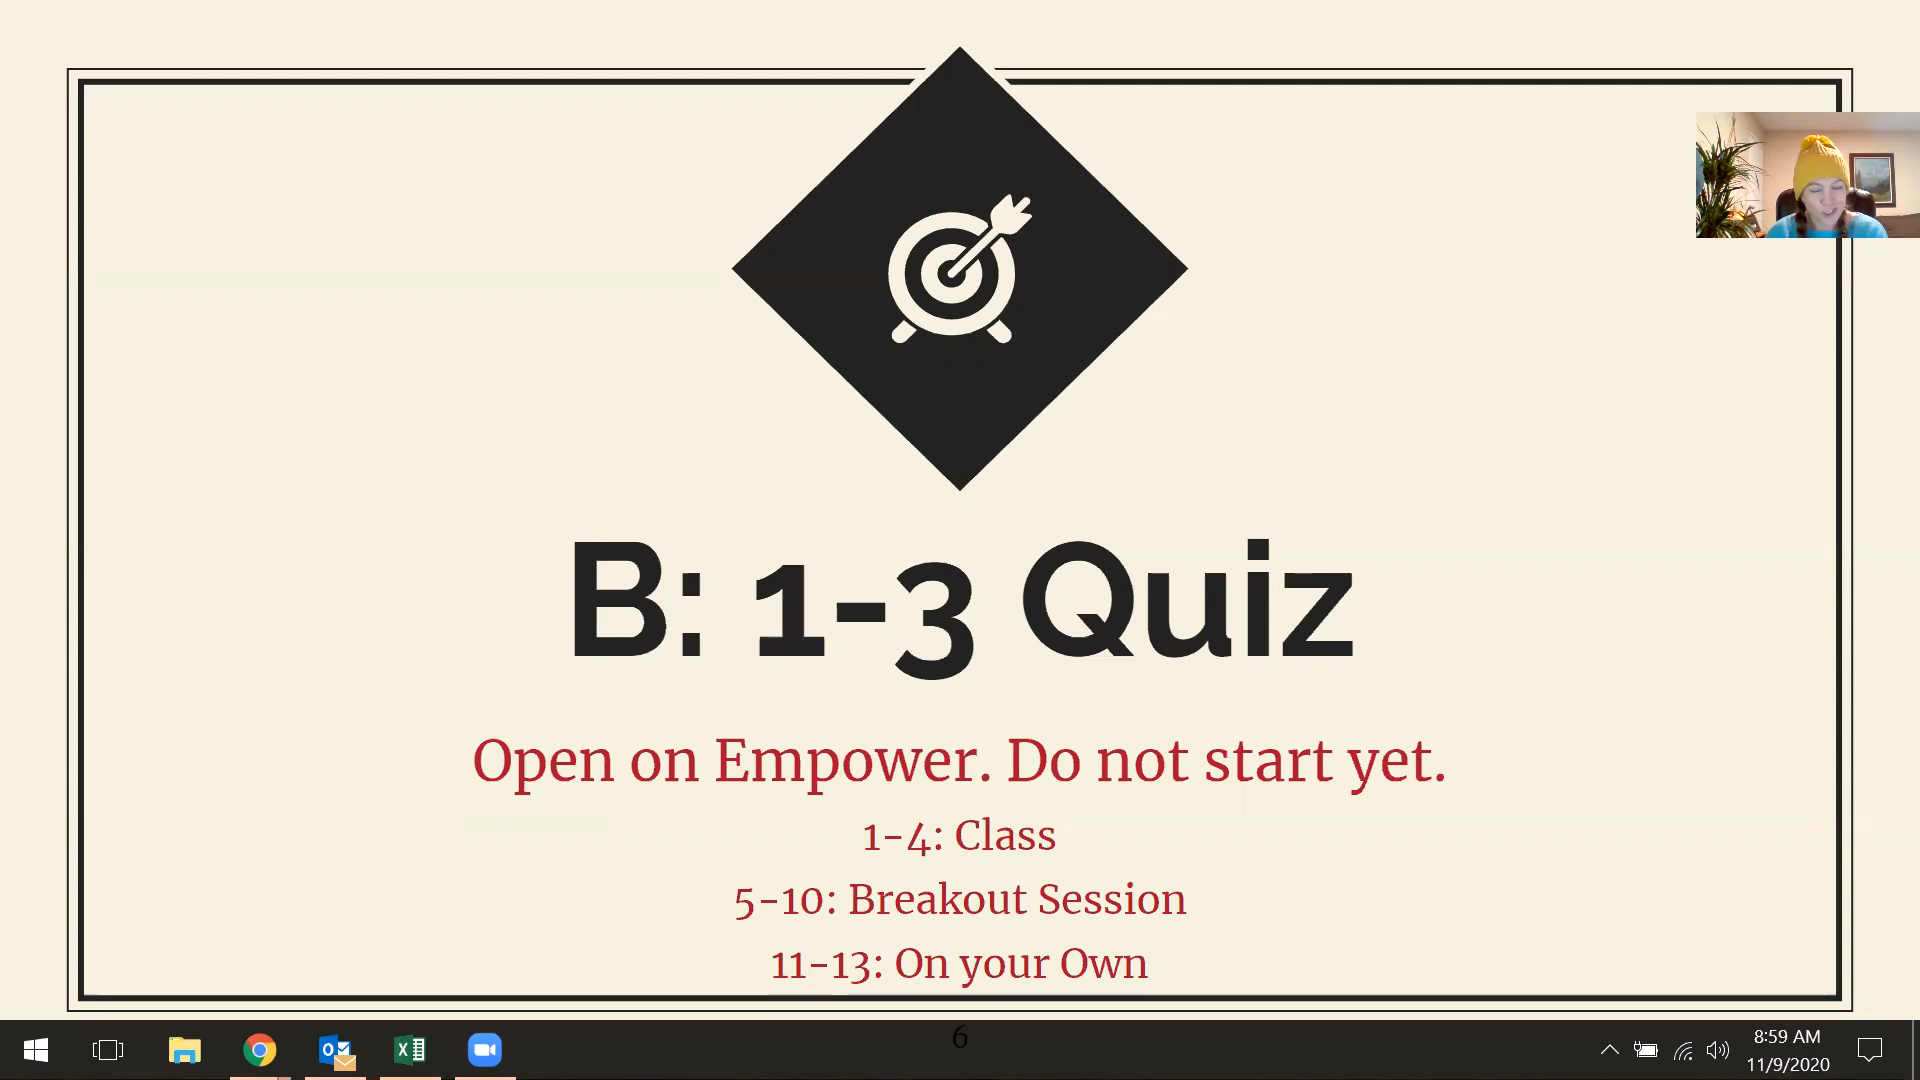 B: 1-3 Quiz
Open on Empower. Do not start yet.
1-4: Class
5-10: Breakout Session
11-13: On your Own
6
8:59 AM
11/9/2020